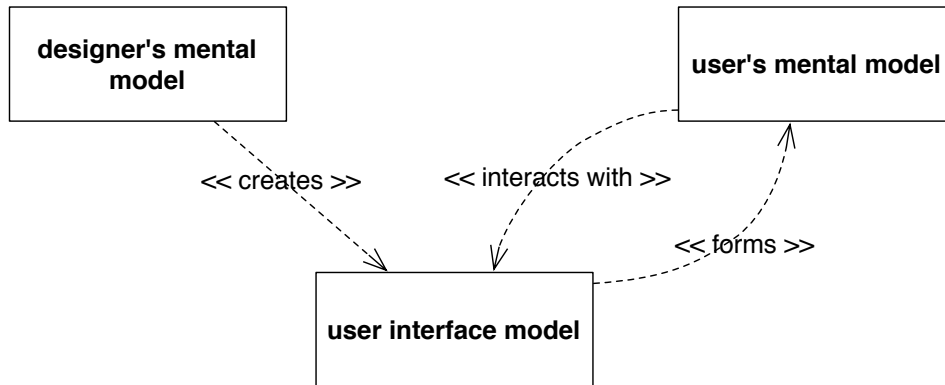 designer's mental
model
user's mental model
<< creates >>
<< interacts with >>
<< forms >>
user interface model